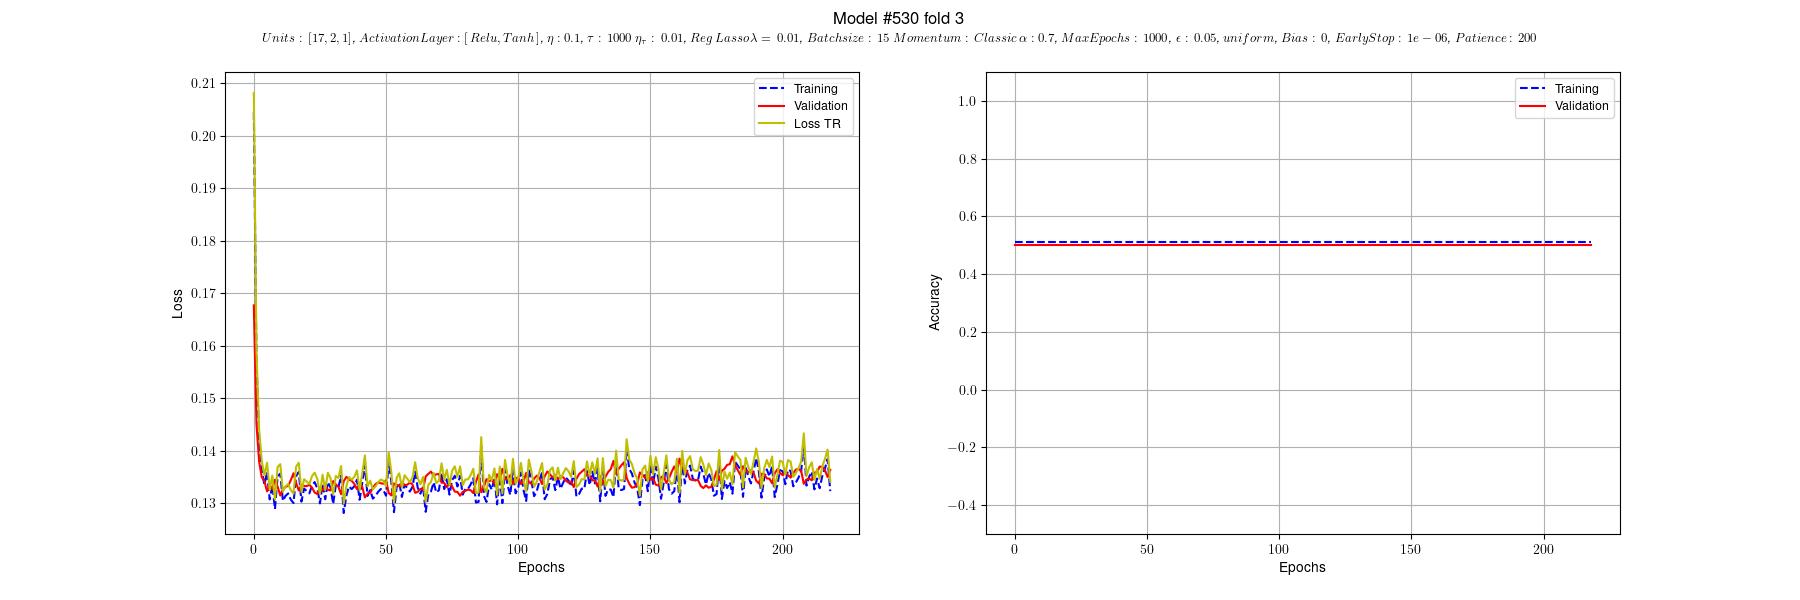 Model #530 fold 3
Units : [17, 2, 1], ActivationLayer : [Relu, Tanh], η : 0.1, τ : 1000 ητ : 0.01, Reg Lassoλ = 0.01, Batchsize : 15 Momentum : Classic α : 0.7, MaxEpochs : 1000, ϵ : 0.05, uniform, Bias : 0, EarlyStop : 1e − 06, Patience : 200
Loss
0.21
0.20
0.19
0.18
0.17
0.16
0.15
0.14
0.13
Training
Validation
Loss TR
0 50 100 150 200
Epochs
Accuracy
1.0
0.8
0.6
0.4
0.2
0.0
−0.2
−0.4
Training
Validation
0 50 100 150 200
Epochs